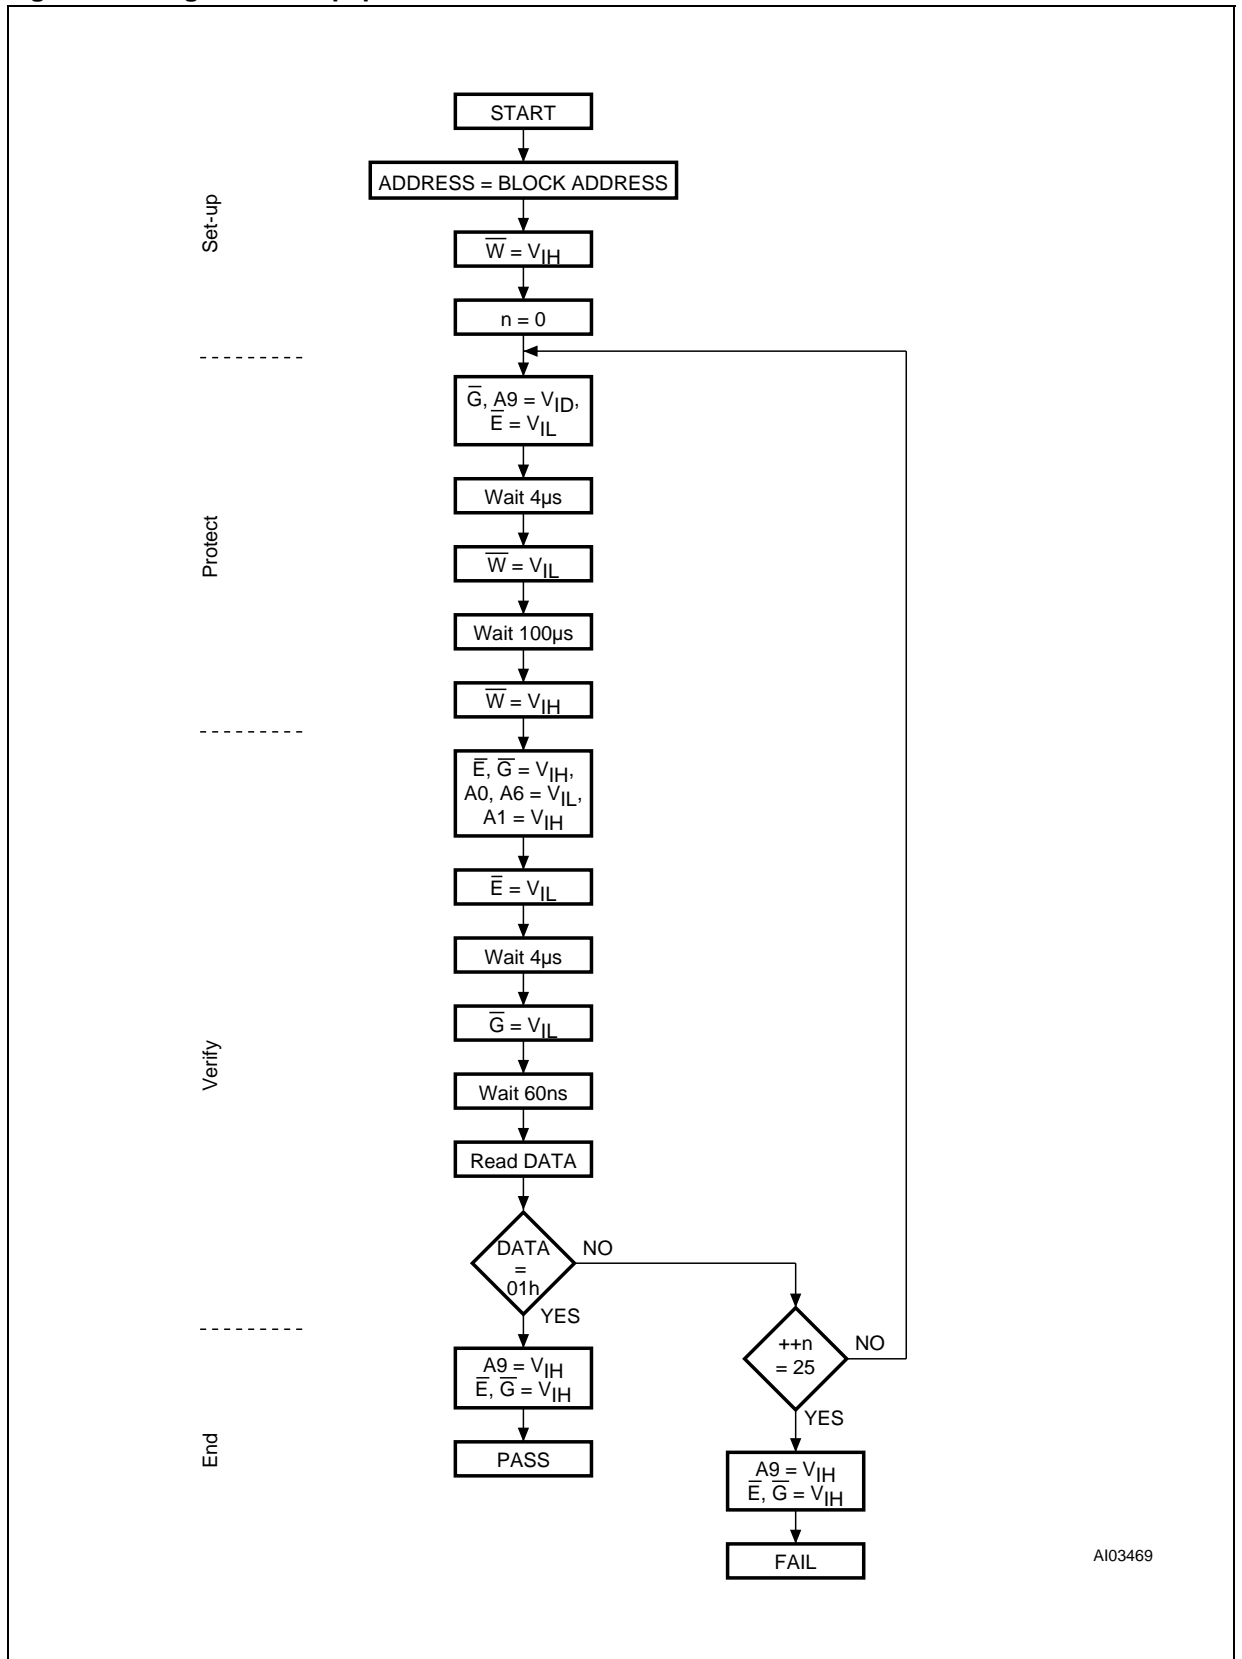 START
ADDRESS = BLOCK ADDRESS
Set-up
W̅ = VIH
n = 0
G̅, A9 = VID,
E̅ = VIL
Wait 4µs
Protect
W̅ = VIL
Wait 100µs
W̅ = VIH
E̅, G̅ = VIH,
A0, A6 = VIL,
A1 = VIH
E̅ = VIL
Wait 4µs
G̅ = VIL
Verify
Wait 60ns
Read DATA
DATA
=
01h
NO
YES
++n
= 25
NO
YES
A9 = VIH
E̅, G̅ = VIH
End
PASS
A9 = VIH
E̅, G̅ = VIH
FAIL
AI03469